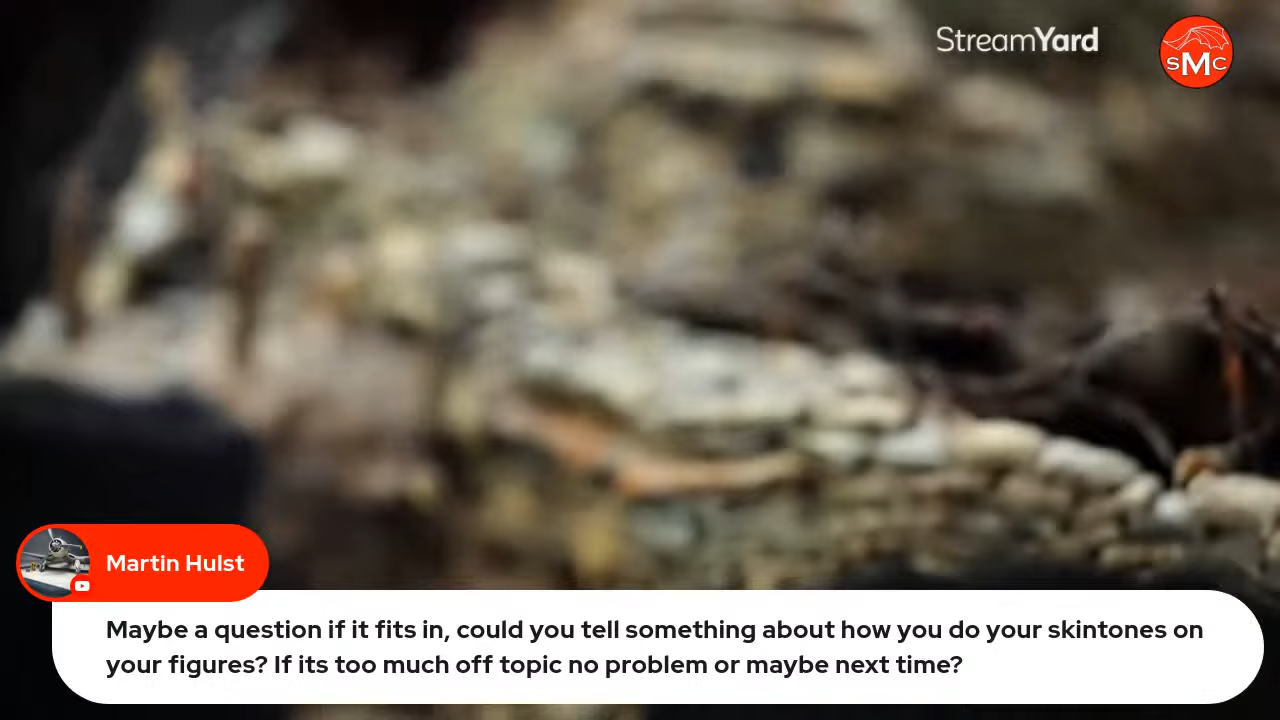 StreamYard
SMC
Martin Hulst
Maybe a question if it fits in, could you tell something about how you do your skintones on
your figures? If its too much off topic no problem or maybe next time?